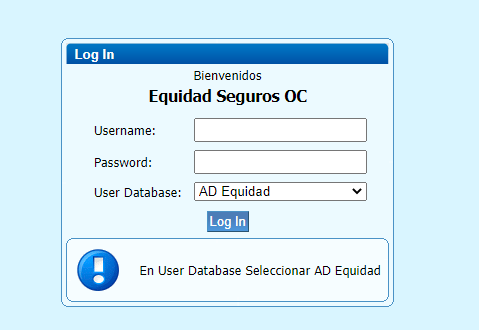 Log In
Bienvenidos
Equidad Seguros OC
Username:
Password:
User Database: AD Equidad
Log In
En User Database Seleccionar AD Equidad